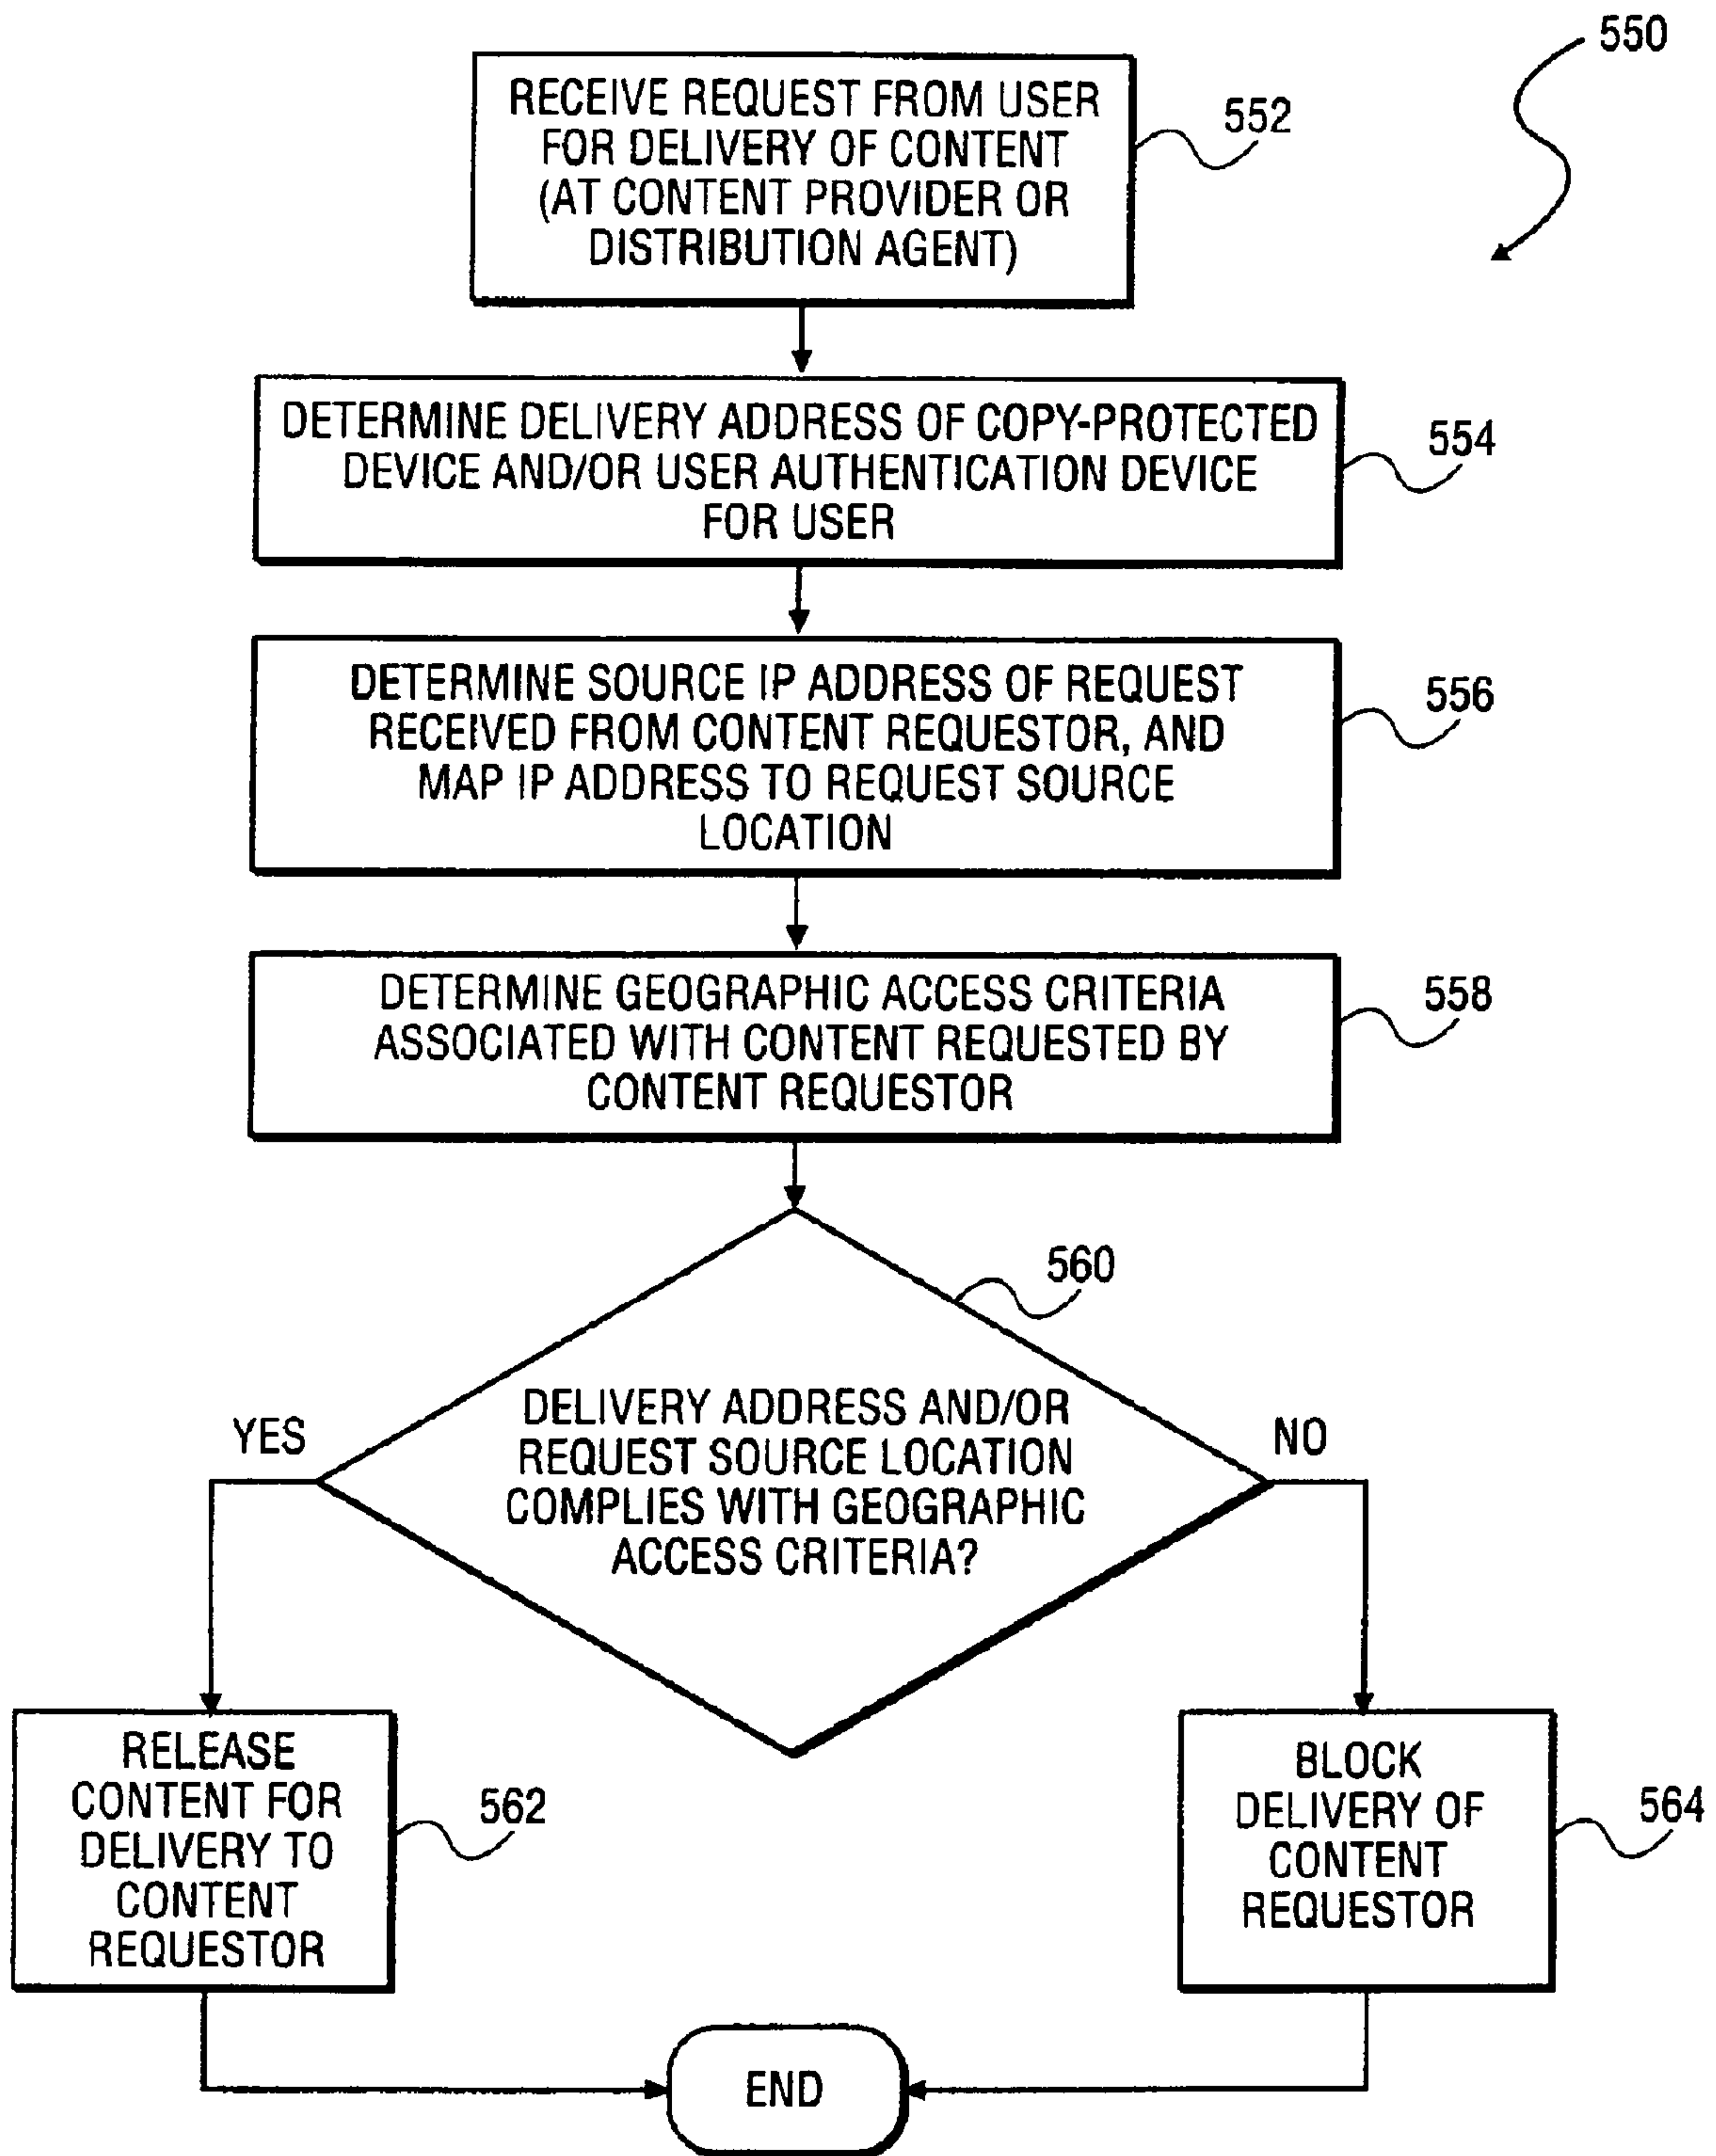 550
RECEIVE REQUEST FROM USER
FOR DELIVERY OF CONTENT
(AT CONTENT PROVIDER OR
DISTRIBUTION AGENT)
552
DETERMINE DELIVERY ADDRESS OF COPY-PROTECTED
DEVICE AND/OR USER AUTHENTICATION DEVICE
FOR USER
554
DETERMINE SOURCE IP ADDRESS OF REQUEST
RECEIVED FROM CONTENT REQUESTOR, AND
MAP IP ADDRESS TO REQUEST SOURCE
LOCATION
556
DETERMINE GEOGRAPHIC ACCESS CRITERIA
ASSOCIATED WITH CONTENT REQUESTED BY
CONTENT REQUESTOR
558
560
DELIVERY ADDRESS AND/OR
REQUEST SOURCE LOCATION
COMPLIES WITH GEOGRAPHIC
ACCESS CRITERIA?
YES
NO
RELEASE
CONTENT FOR
DELIVERY TO
CONTENT
REQUESTOR
562
BLOCK
DELIVERY OF
CONTENT
REQUESTOR
564
END